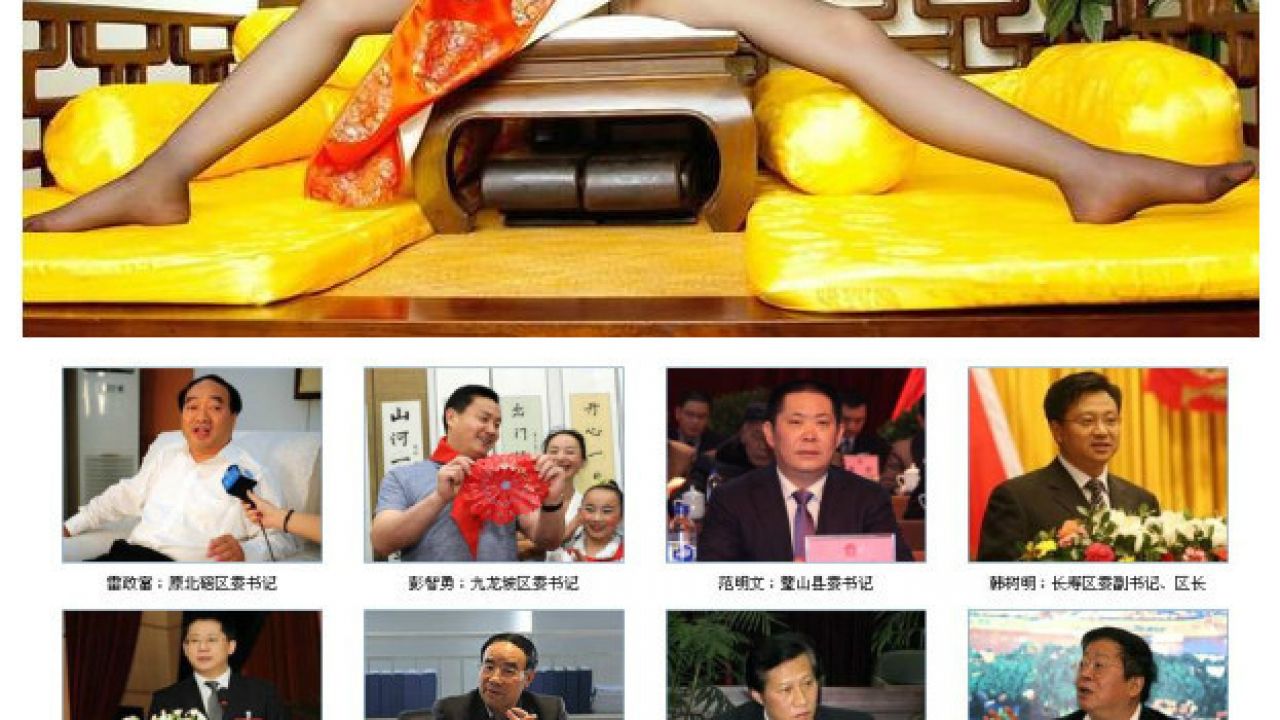 山河一
北门
开心一
雷政富：原北碚区委书记
彭智勇：九龙坡区委书记
范明文：璧山县委书记
韩树明：长寿区委副书记、区长